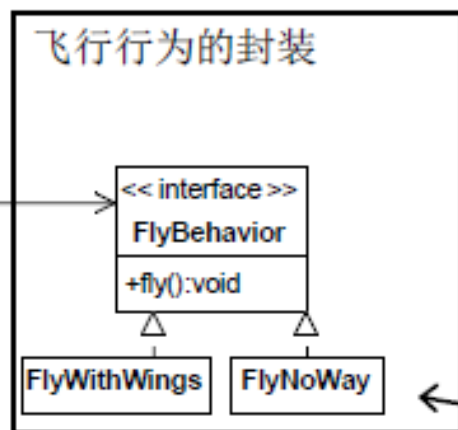 飞行行为的封装
<< interface >>
FlyBehavior
+fly():void
FlyWithWings
FlyNoWay